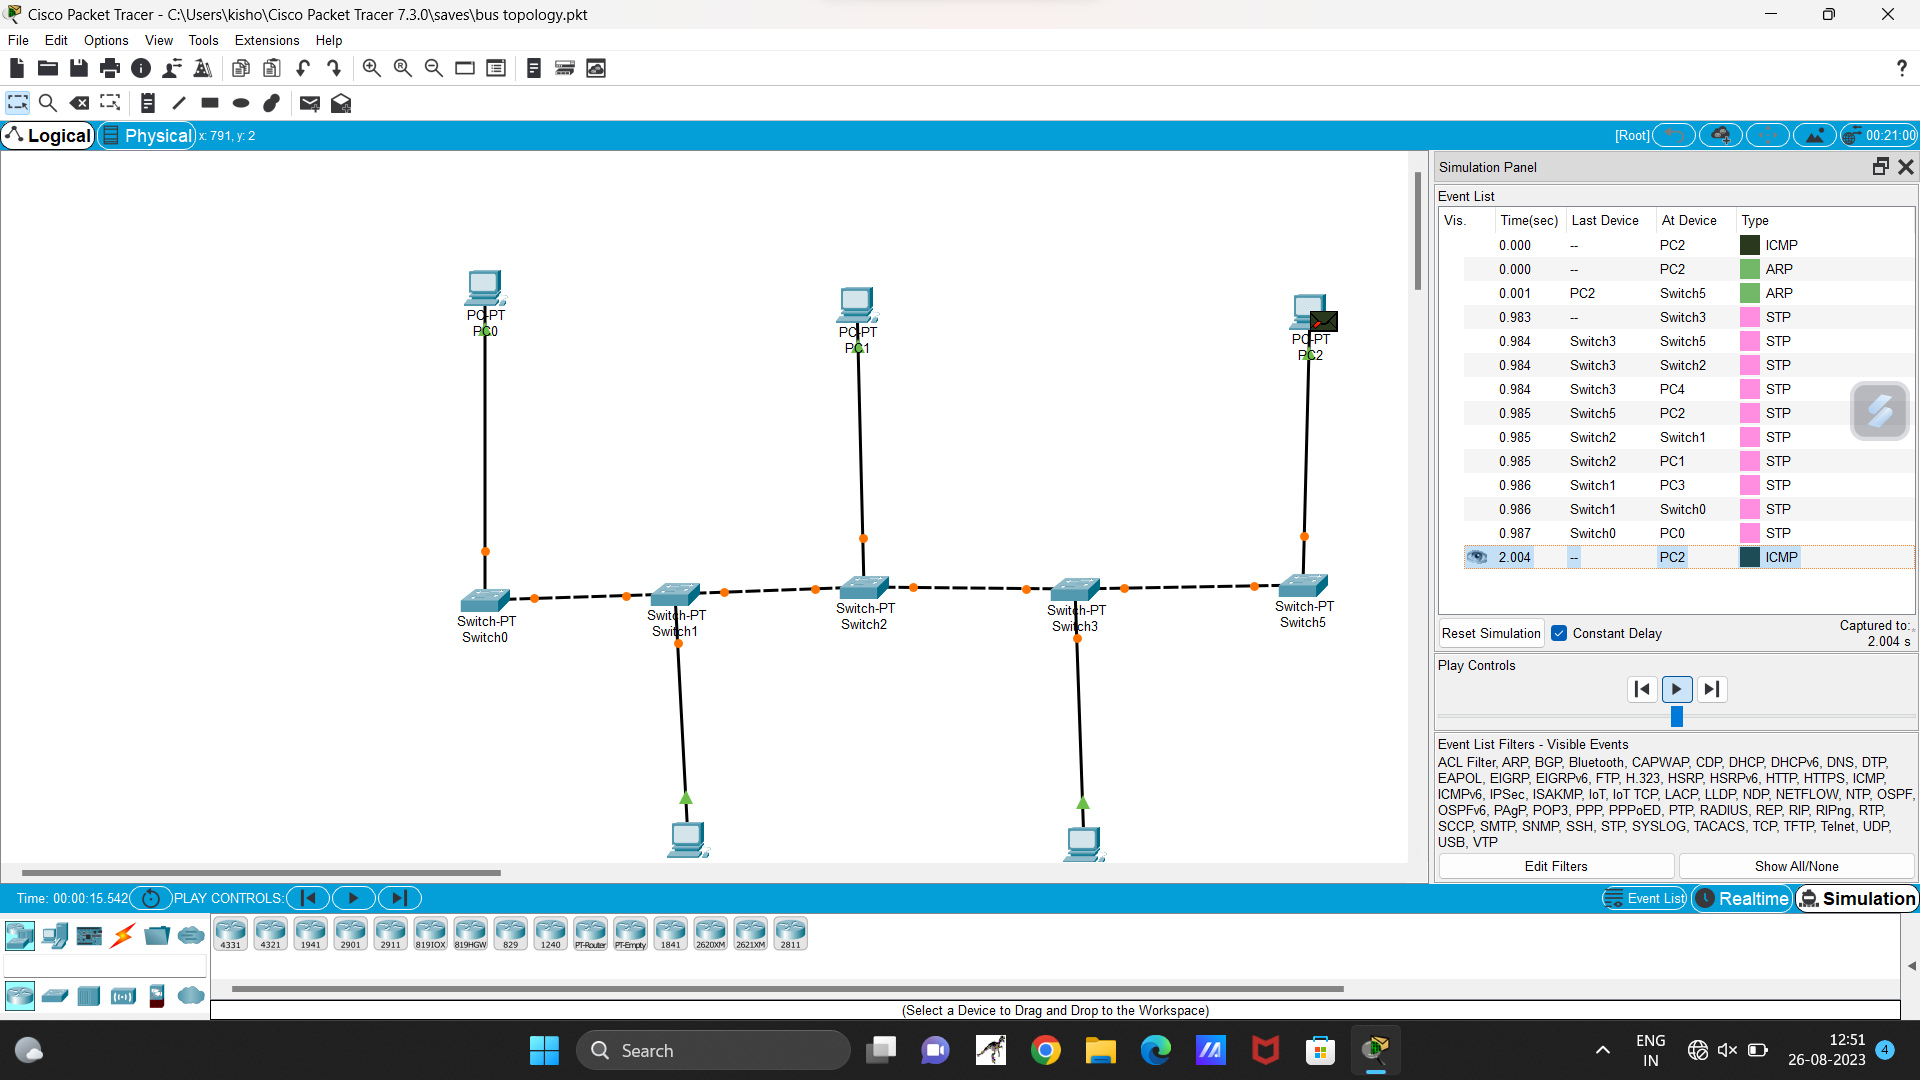 Cisco Packet Tracer - C:\Users\kisho\Cisco Packet Tracer 7.3.0\saves\bus topology.pkt
File Edit Options View Tools Extensions Help
Logical Physical x: 791, y: 2 [Root] 00:21:00
Simulation Panel
Event List
Vis. Time(sec) Last Device At Device Type
0.000 -- PC2 ICMP
0.000 -- PC2 ARP
0.001 PC2 Switch5 ARP
0.983 -- Switch3 STP
0.984 Switch3 Switch5 STP
0.984 Switch3 Switch2 STP
0.984 Switch3 PC4 STP
0.985 Switch5 PC2 STP
0.985 Switch2 Switch1 STP
0.985 Switch2 PC1 STP
0.986 Switch1 PC3 STP
0.986 Switch1 Switch0 STP
0.987 Switch0 PC0 STP
2.004 -- PC2 ICMP
Reset Simulation Constant Delay Captured to:
2.004 s
Play Controls
Event List Filters - Visible Events
ACL Filter, ARP, BGP, Bluetooth, CAPWAP, CDP, DHCP, DHCPv6, DNS, DTP,
EAPOL, EIGRP, EIGRPv6, FTP, H.323, HSRP, HSRPv6, HTTP, HTTPS, ICMP,
ICMPv6, IPSec, ISAKMP, IoT, IoT TCP, LACP, LLDP, NDP, NETFLOW, NTP, OSPF,
OSPFv6, PAgP, POP3, PPP, PPPoED, PTP, RADIUS, REP, RIP, RIPng, RTP,
SCCP, SMTP, SNMP, SSH, STP, SYSLOG, TACACS, TCP, TFTP, Telnet, UDP,
USB, VTP
Edit Filters Show All/None
PC-PT
PC0
PC-PT
PC1
PC-PT
PC2
Switch-PT
Switch0
Switch-PT
Switch1
Switch-PT
Switch2
Switch-PT
Switch3
Switch-PT
Switch5
Time: 00:00:15.542 PLAY CONTROLS: Event List Realtime Simulation
4331 4321 1941 2901 2911 819IOX 819HGW 829 1240 PT-Router PT-Empty 1841 2620XM 2621XM 2811
(Select a Device to Drag and Drop to the Workspace)
Search
ENG
IN
12:51
26-08-2023
4